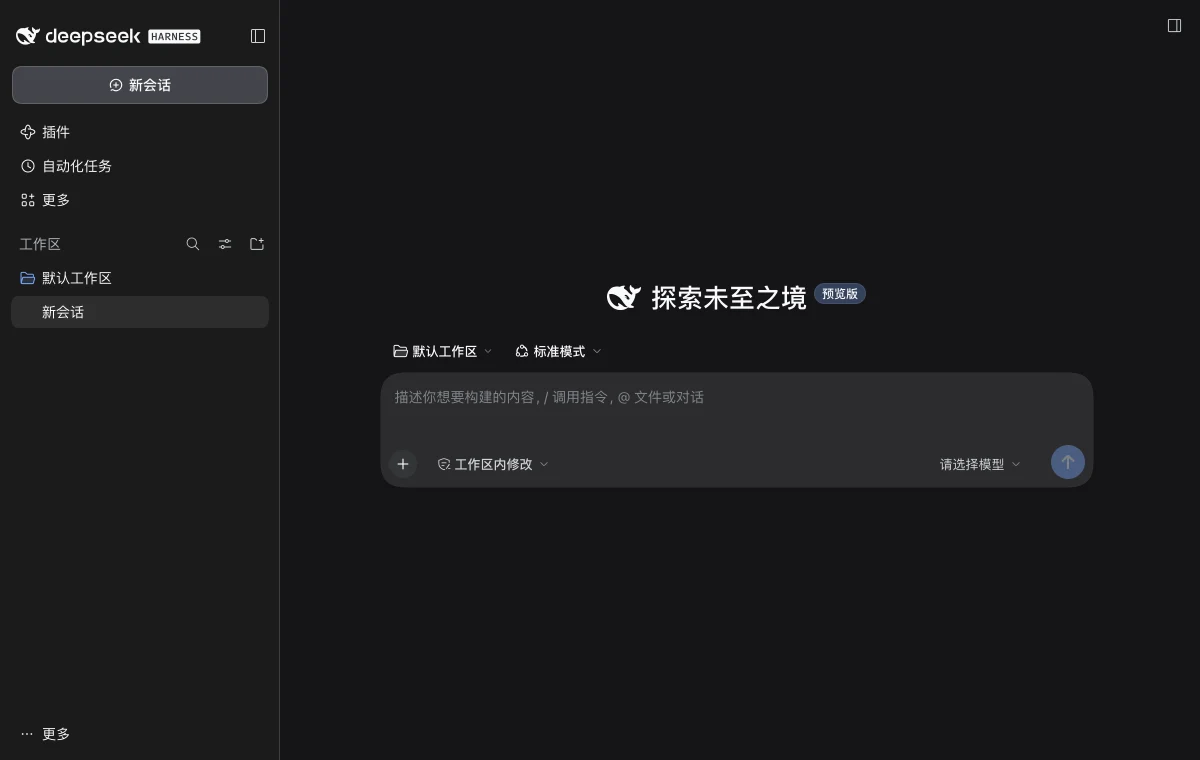 deepseek HARNESS
新会话
插件
自动化任务
更多
工作区
默认工作区
新会话
探索未至之境 预览版
默认工作区 标准模式
描述你想要构建的内容, / 调用指令, @ 文件或对话
工作区内修改 请选择模型
更多